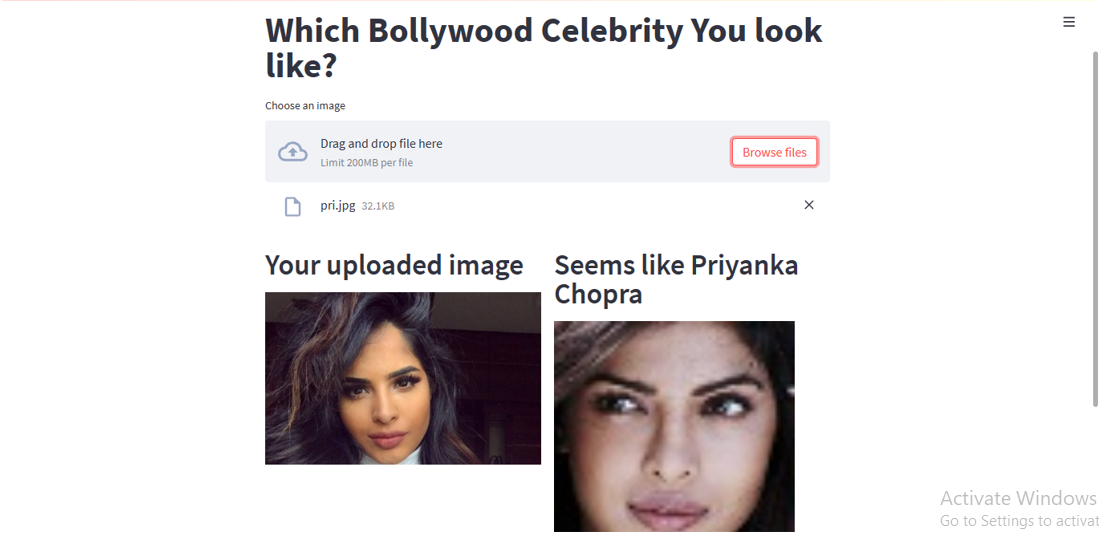 Which Bollywood Celebrity You look
like?
Choose an image
Drag and drop file here
Limit 200MB per file
Browse files
pri.jpg 32.1KB
Your uploaded image
Seems like Priyanka
Chopra
Activate Windows
Go to Settings to activat